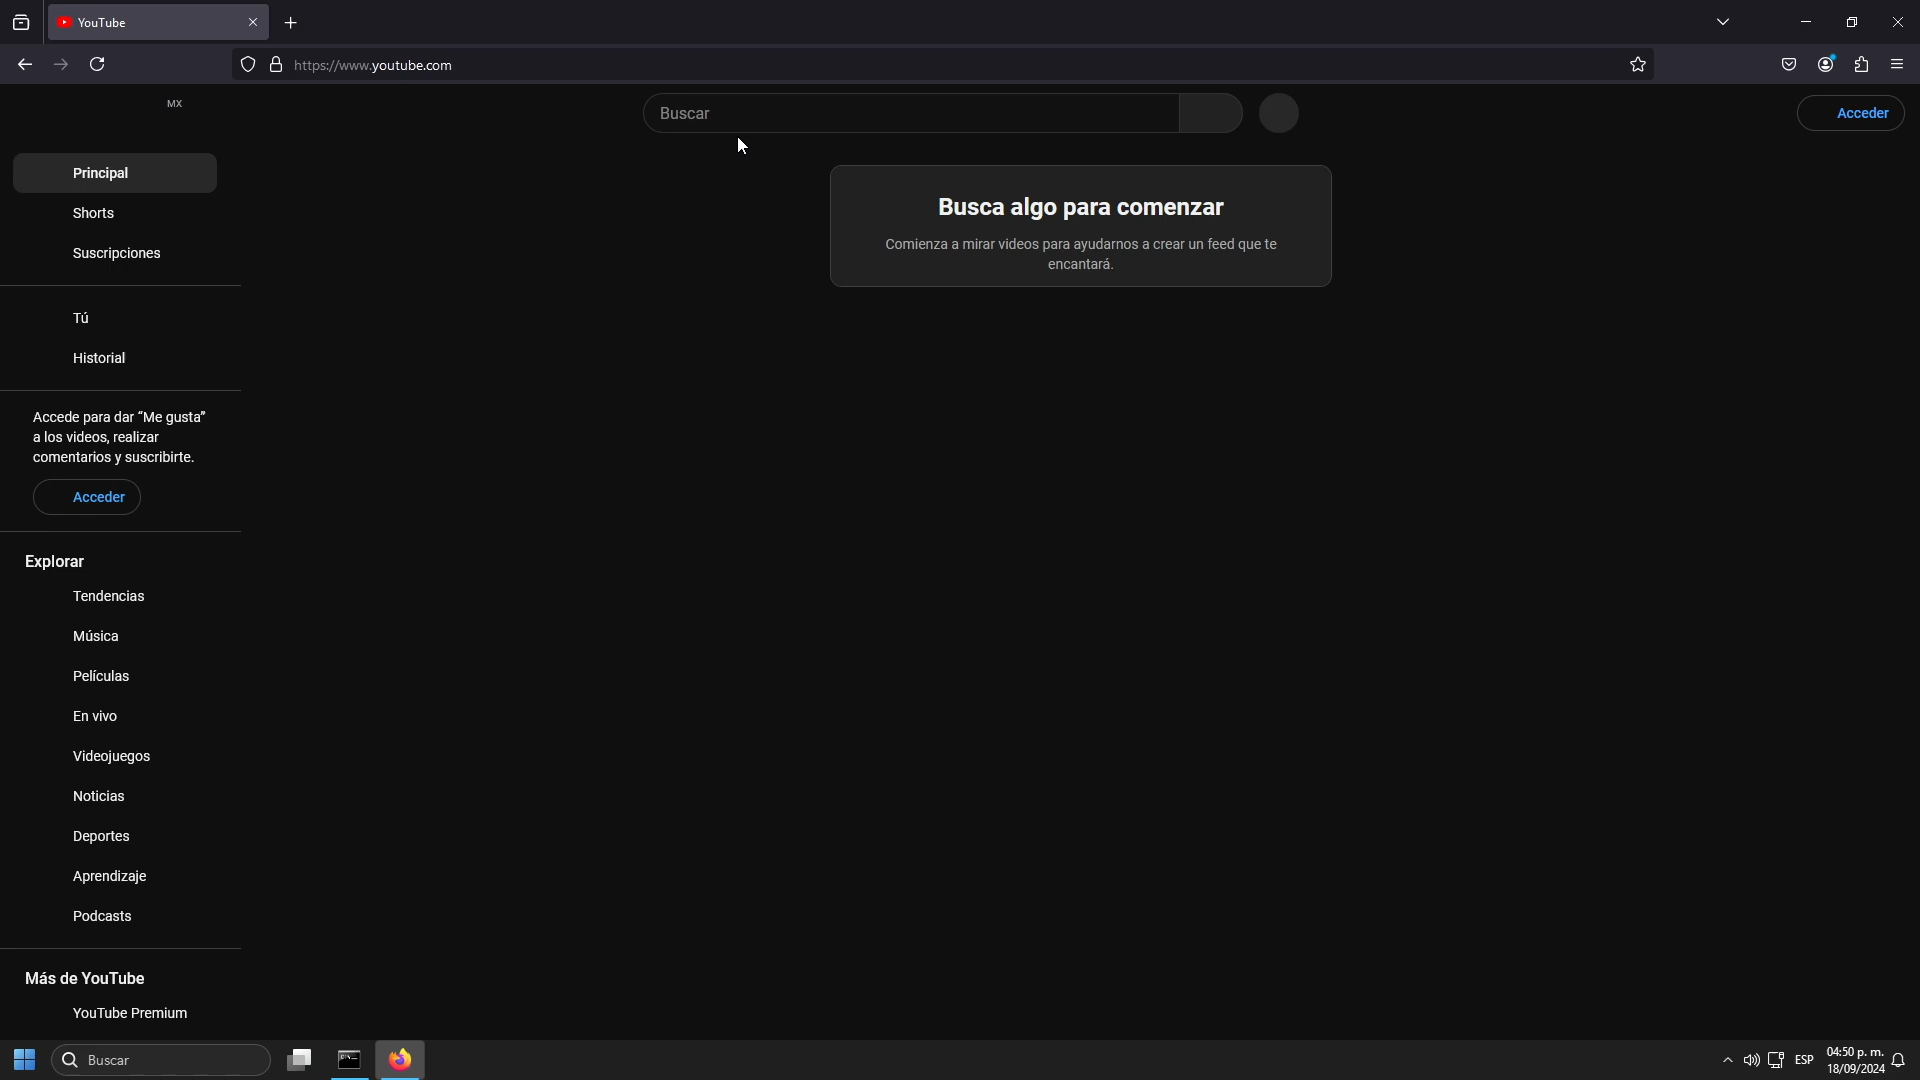 YouTube
https://www.youtube.com
MX
Buscar
Acceder
Principal
Shorts
Suscripciones
Tú
Historial
Accede para dar “Me gusta”
a los videos, realizar
comentarios y suscribirte.
Acceder
Explorar
Tendencias
Música
Películas
En vivo
Videojuegos
Noticias
Deportes
Aprendizaje
Podcasts
Más de YouTube
YouTube Premium
Busca algo para comenzar
Comienza a mirar videos para ayudarnos a crear un feed que te
encantará.
Buscar
ESP
04:50 p. m.
18/09/2024